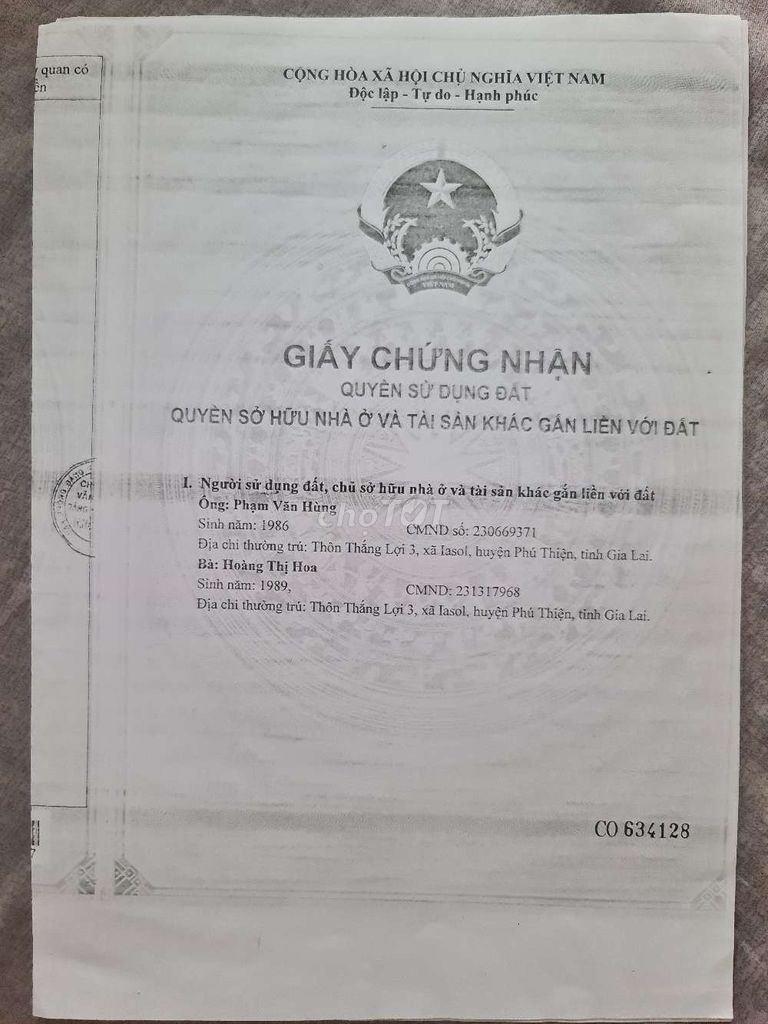 quan có
CỘNG HÒA XÃ HỘI CHỦ NGHĨA VIỆT NAM
Độc lập - Tự do - Hạnh phúc
VIỆT NAM
GIẤY CHỨNG NHẬN
QUYỀN SỬ DỤNG ĐẤT
QUYỀN SỞ HỮU NHÀ Ở VÀ TÀI SẢN KHÁC GẮN LIỀN VỚI ĐẤT
I. Người sử dụng đất, chủ sở hữu nhà ở và tài sản khác gắn liền với đất
Ông: Phạm Văn Hùng
choTỐT
Sinh năm: 1986 CMND số: 230669371
Địa chỉ thường trú: Thôn Thắng Lợi 3, xã Iasol, huyện Phú Thiện, tỉnh Gia Lai.
Bà: Hoàng Thị Hoa
Sinh năm: 1989, CMND: 231317968
Địa chỉ thường trú: Thôn Thắng Lợi 3, xã Iasol, huyện Phú Thiện, tỉnh Gia Lai.
CO 634128